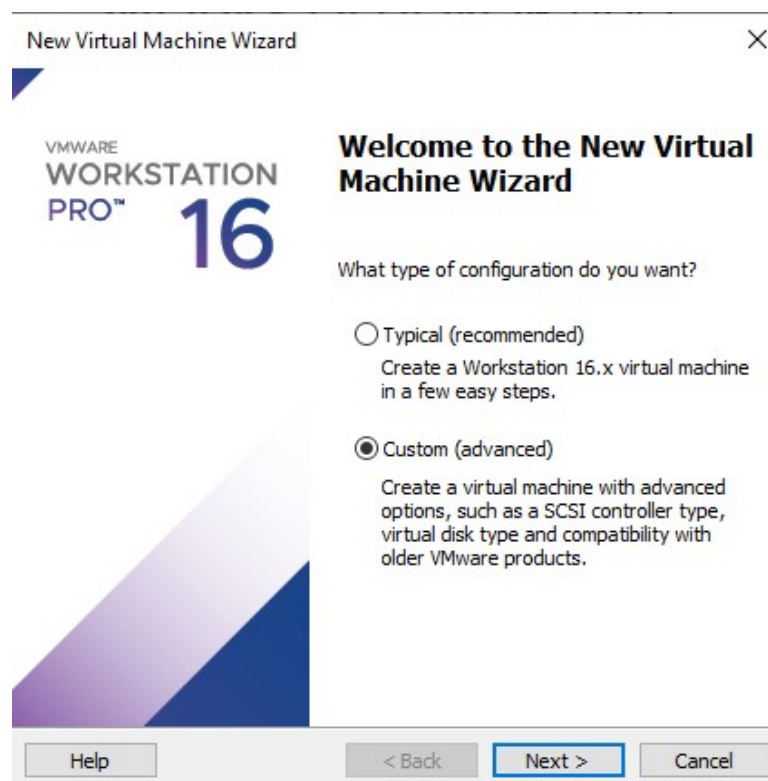 New Virtual Machine Wizard
VMWARE
WORKSTATION
PRO™ 16
Welcome to the New Virtual
Machine Wizard
What type of configuration do you want?
Typical (recommended)
Create a Workstation 16.x virtual machine
in a few easy steps.
Custom (advanced)
Create a virtual machine with advanced
options, such as a SCSI controller type,
virtual disk type and compatibility with
older VMware products.
Help
< Back
Next >
Cancel